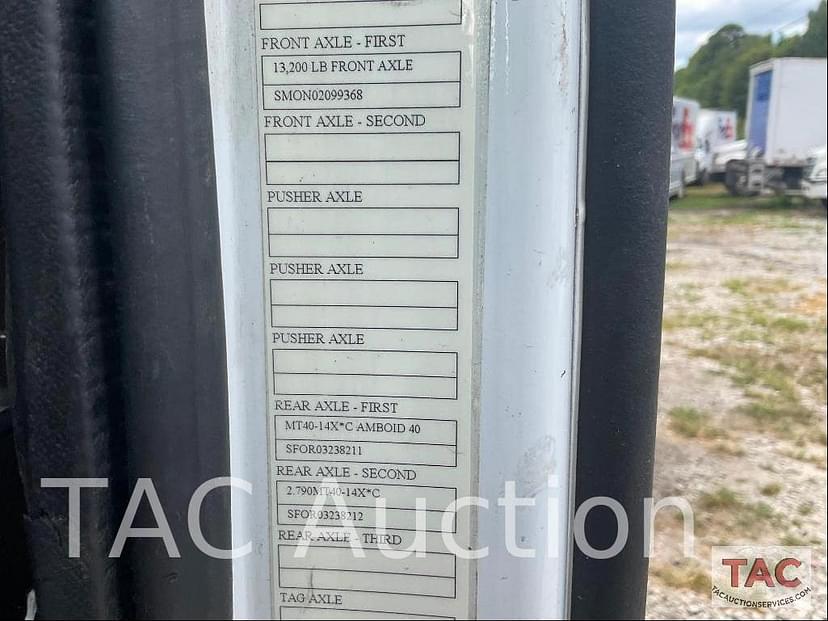 FRONT AXLE - FIRST
13,200 LB FRONT AXLE
SMON02099368
FRONT AXLE - SECOND
PUSHER AXLE
PUSHER AXLE
PUSHER AXLE
REAR AXLE - FIRST
MT40-14X*C AMBOID 40
SFOR03238211
REAR AXLE - SECOND
2.790MT40-14X*C
SFOR03238212
REAR AXLE - THIRD
TAG AXLE
TAC Auction
TAC
TACAUCTIONSERVICES.COM